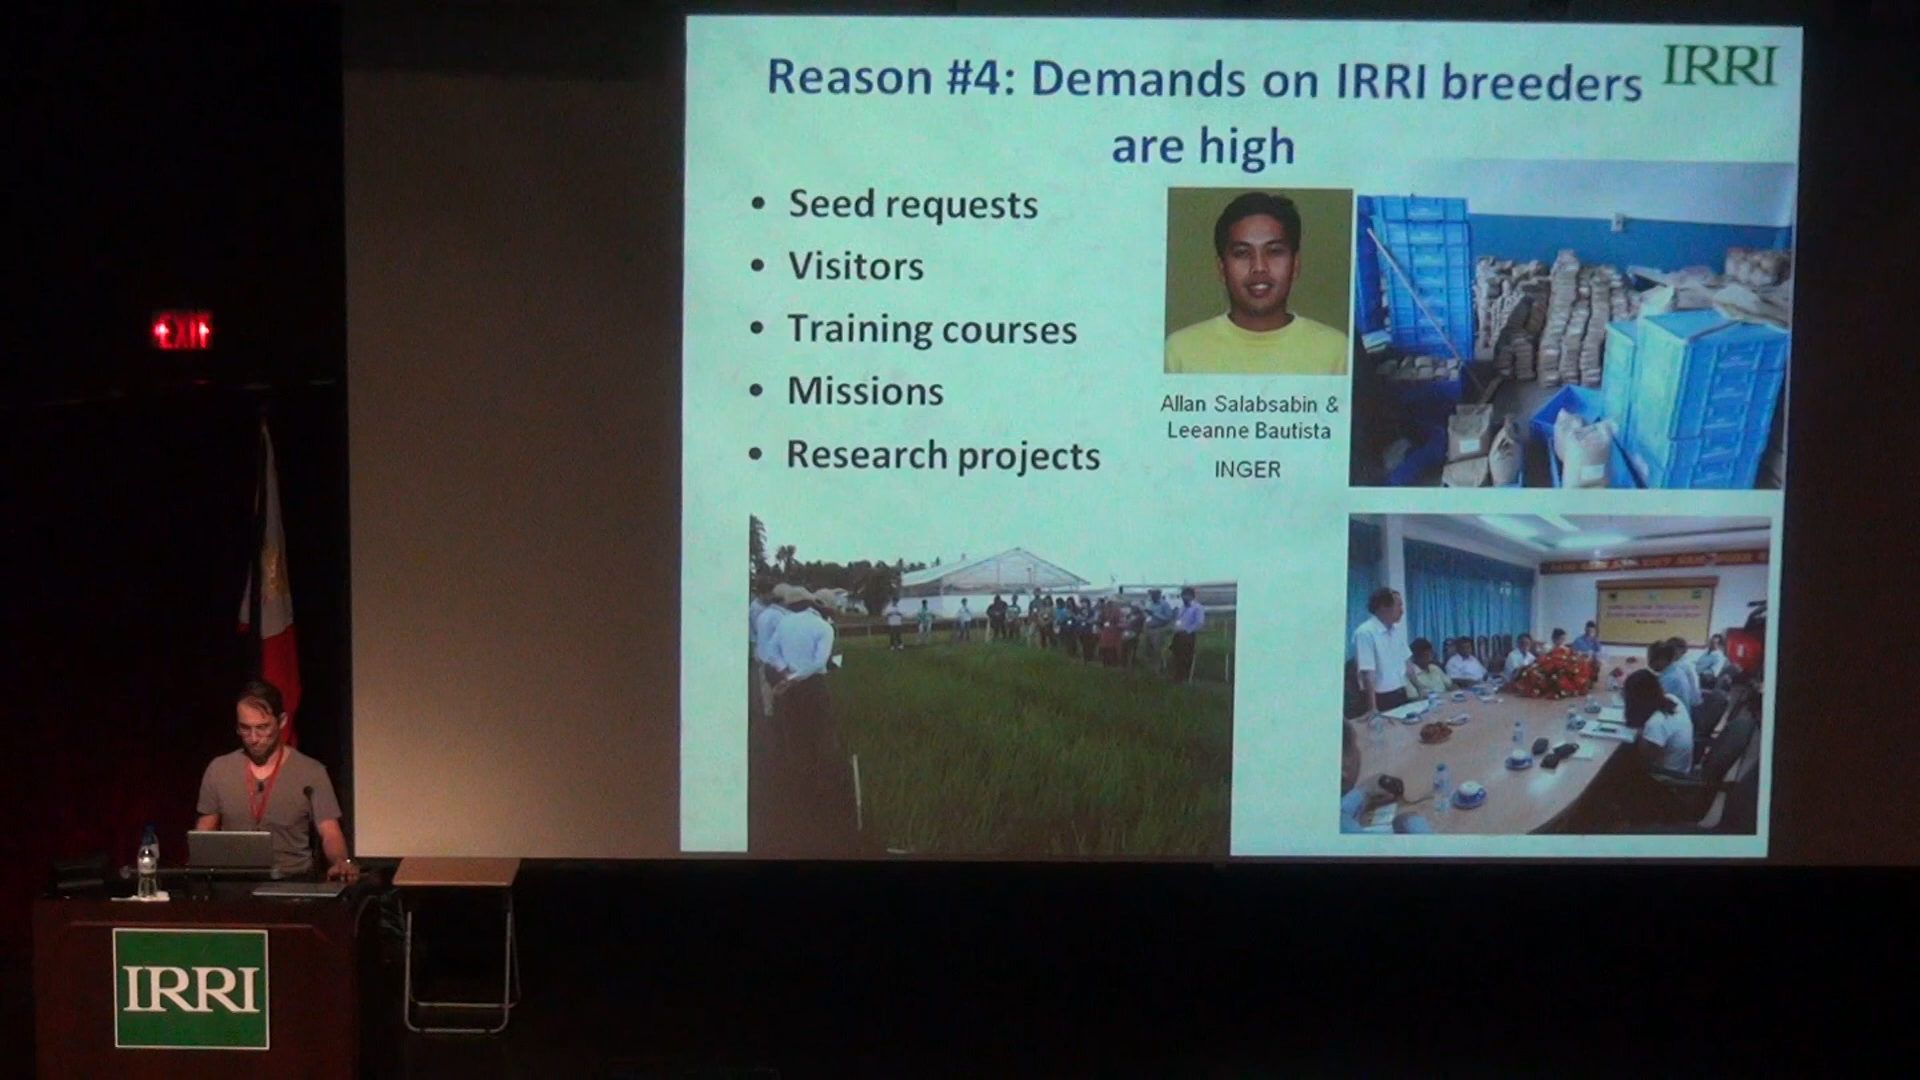 Reason #4: Demands on IRRI breeders
are high
IRRI
• Seed requests
• Visitors
• Training courses
• Missions
• Research projects
Allan Salabsabin &
Leeanne Bautista
INGER
EXIT
IRRI